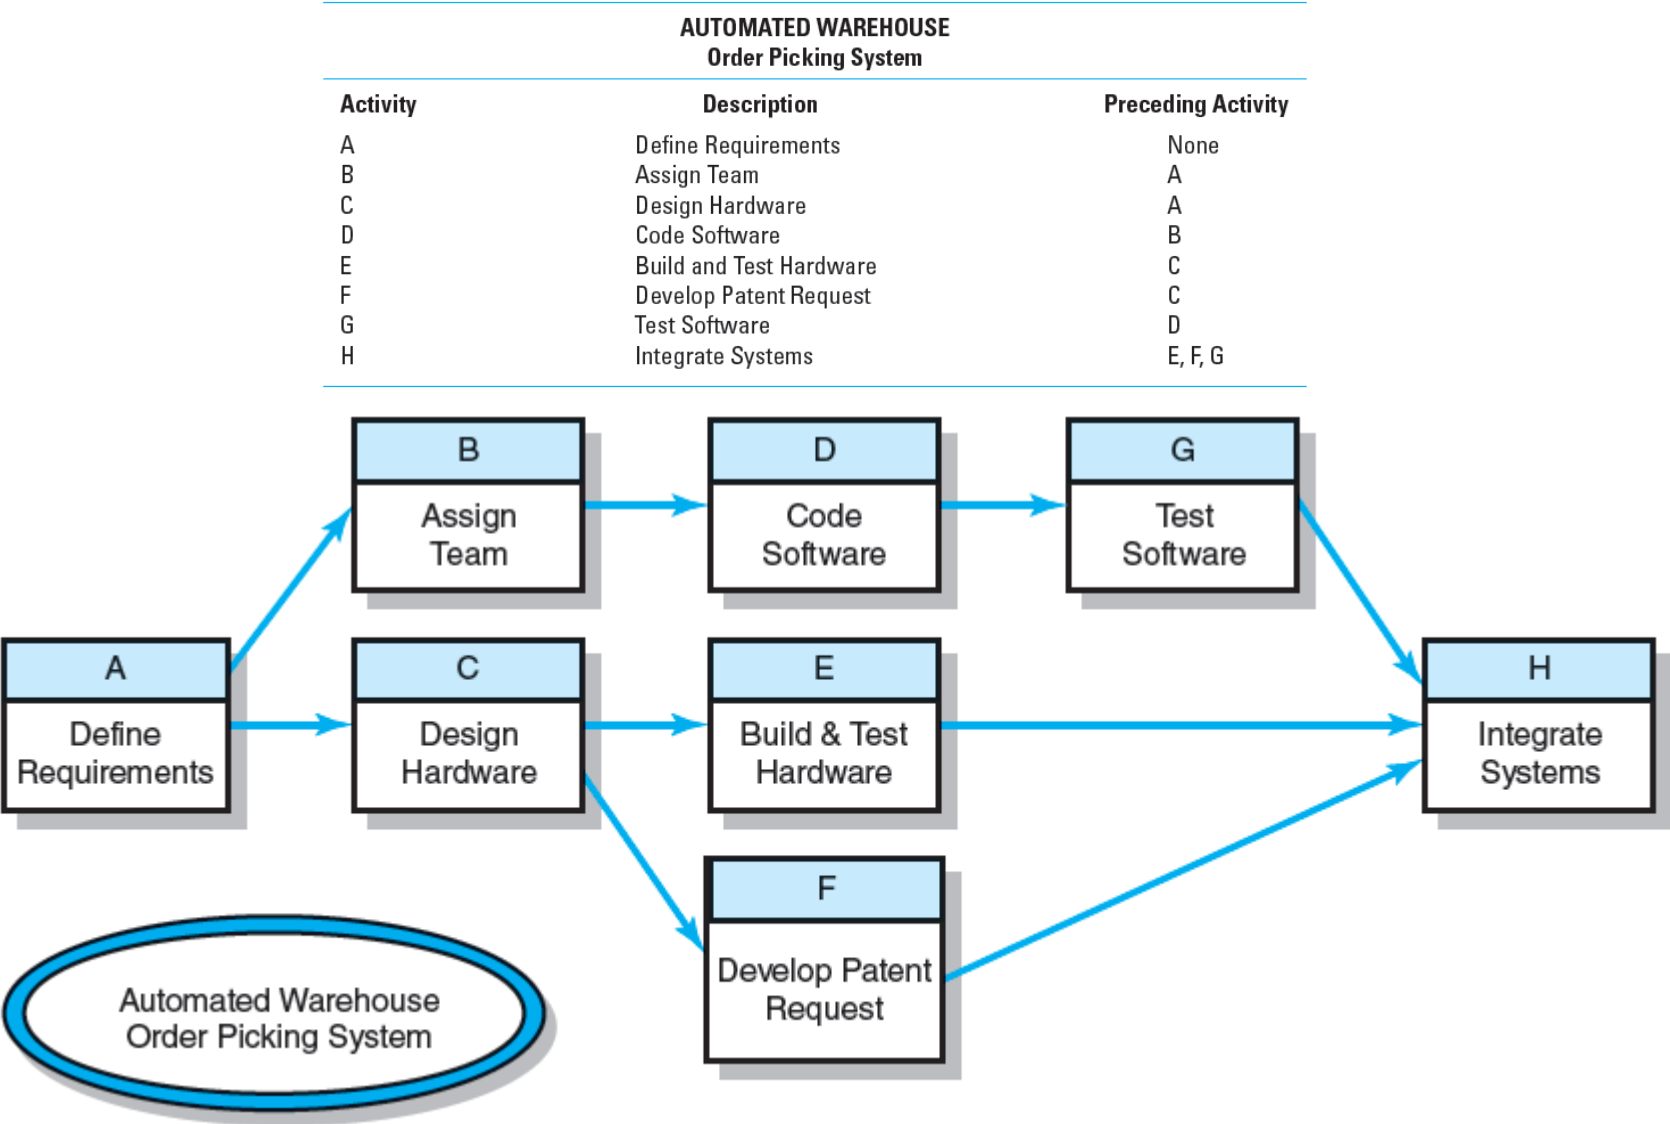 AUTOMATED WAREHOUSE
Order Picking System
Activity Description Preceding Activity
A Define Requirements None
B Assign Team A
C Design Hardware A
D Code Software B
E Build and Test Hardware C
F Develop Patent Request C
G Test Software D
H Integrate Systems E, F, G
B
Assign
Team
D
Code
Software
G
Test
Software
A
Define
Requirements
C
Design
Hardware
E
Build & Test
Hardware
H
Integrate
Systems
F
Develop Patent
Request
Automated Warehouse
Order Picking System